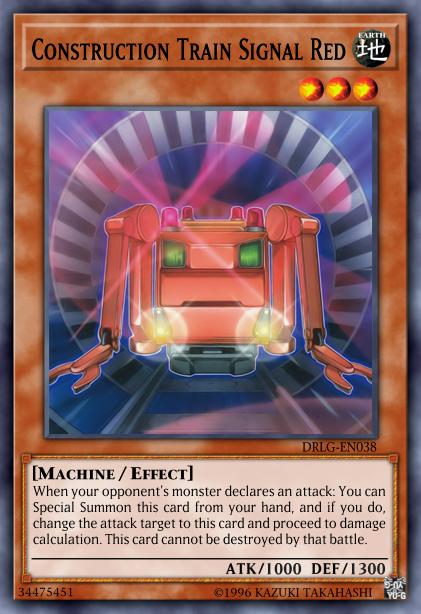 Construction Train Signal Red
EARTH
地
DRLG-EN038
[Machine / Effect]
When your opponent's monster declares an attack: You can
Special Summon this card from your hand, and if you do,
change the attack target to this card and proceed to damage
calculation. This card cannot be destroyed by that battle.
ATK/1000 DEF/1300
34475451
©1996 KAZUKI TAKAHASHI